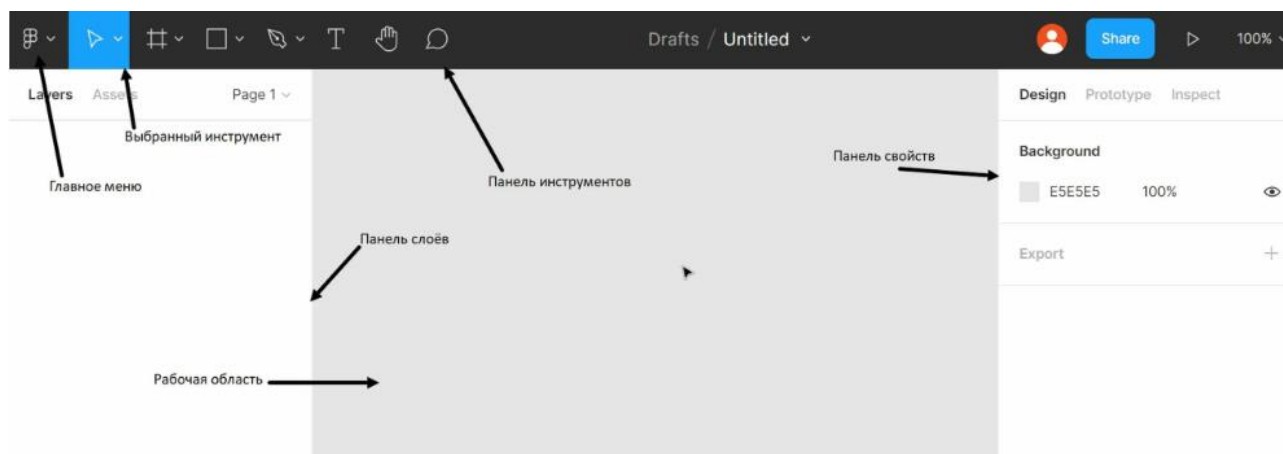 Drafts / Untitled
Share
100%
Layers Assets Page 1
Design Prototype Inspect
Выбранный инструмент
Главное меню
Панель инструментов
Панель свойств
Background
E5E5E5 100%
Панель слоёв
Export
Рабочая область